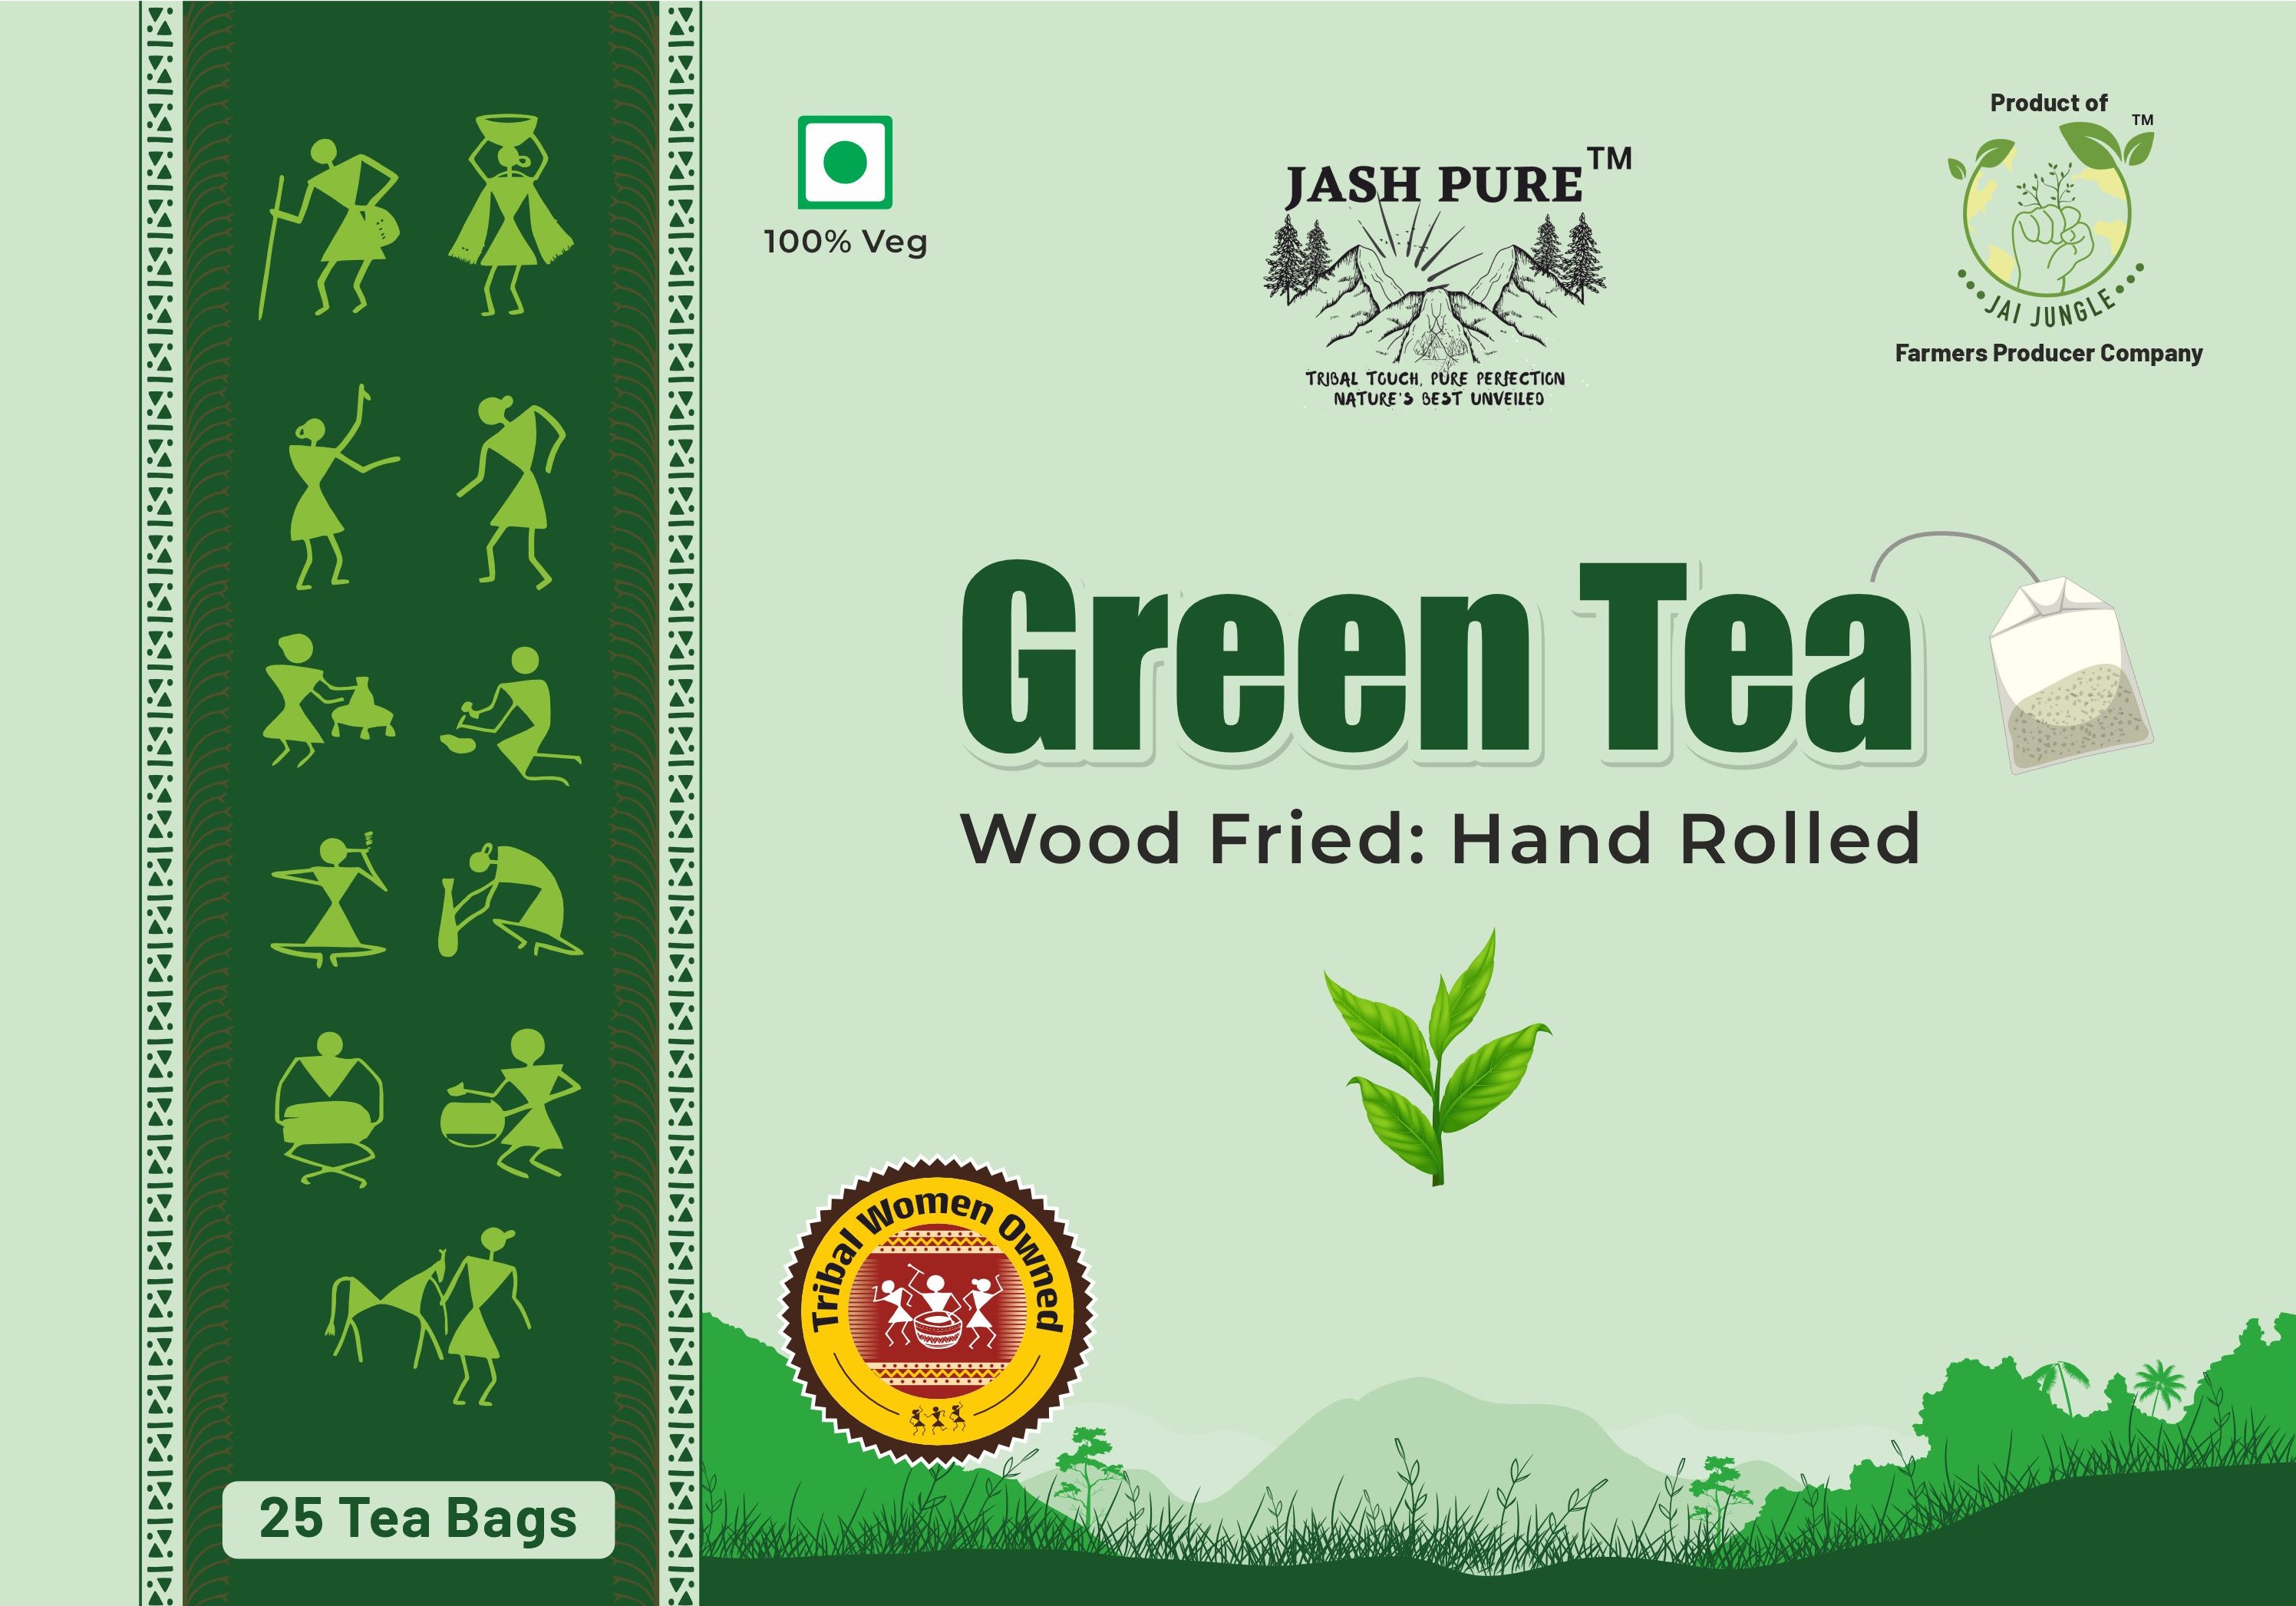 100% Veg
JASH PURE™
TRIBAL TOUCH, PURE PERFECTION
NATURE'S BEST UNVEILED
Product of
TM
JAI JUNGLE
Farmers Producer Company
Green Tea
Wood Fried: Hand Rolled
Tribal Women Owned
25 Tea Bags